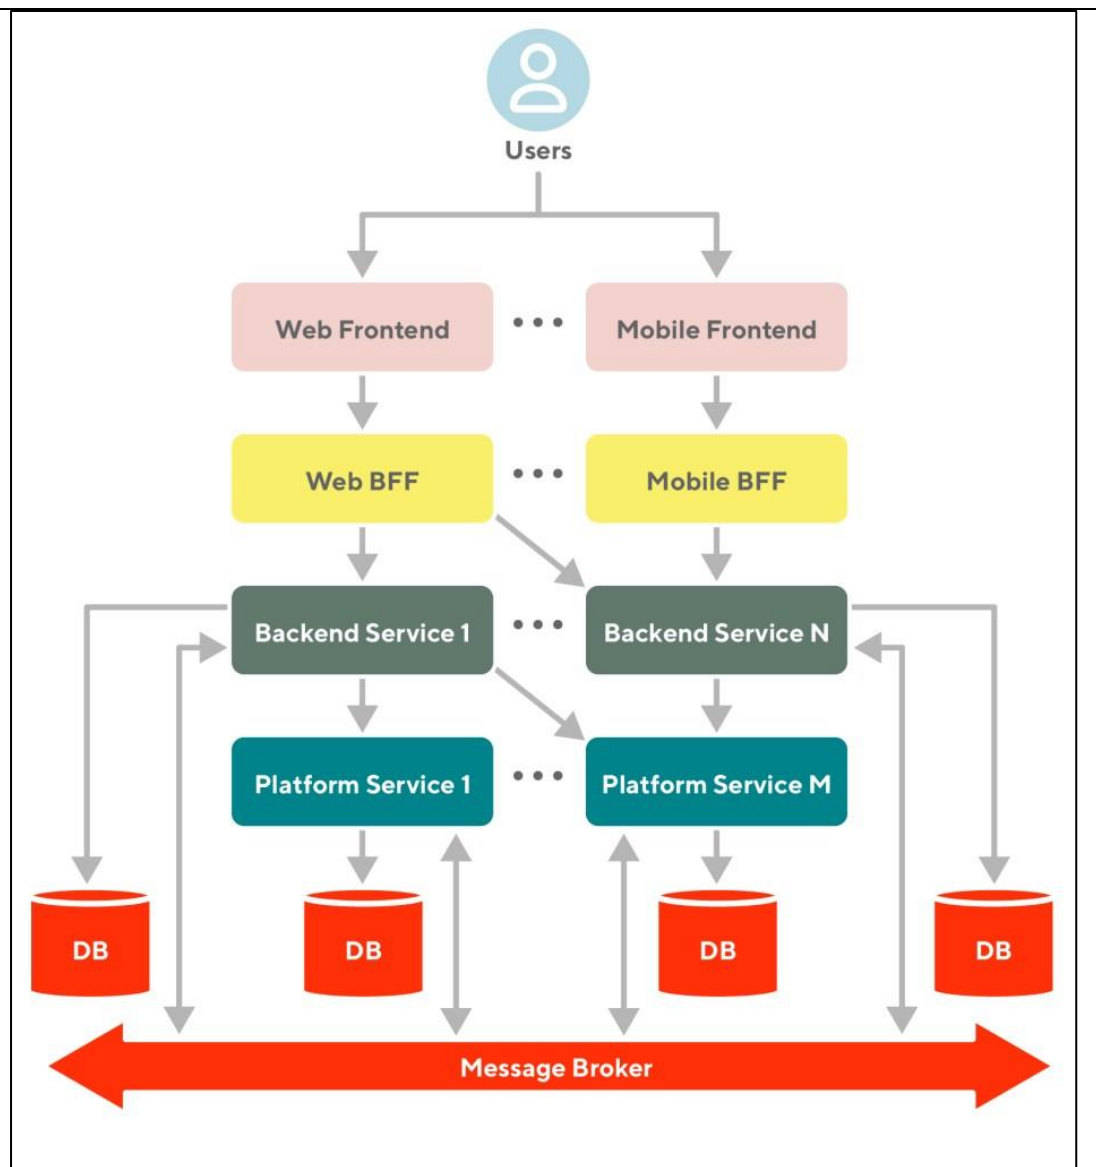 Users
Web Frontend
Mobile Frontend
Web BFF
Mobile BFF
Backend Service 1
Backend Service N
Platform Service 1
Platform Service M
DB
DB
DB
DB
Message Broker